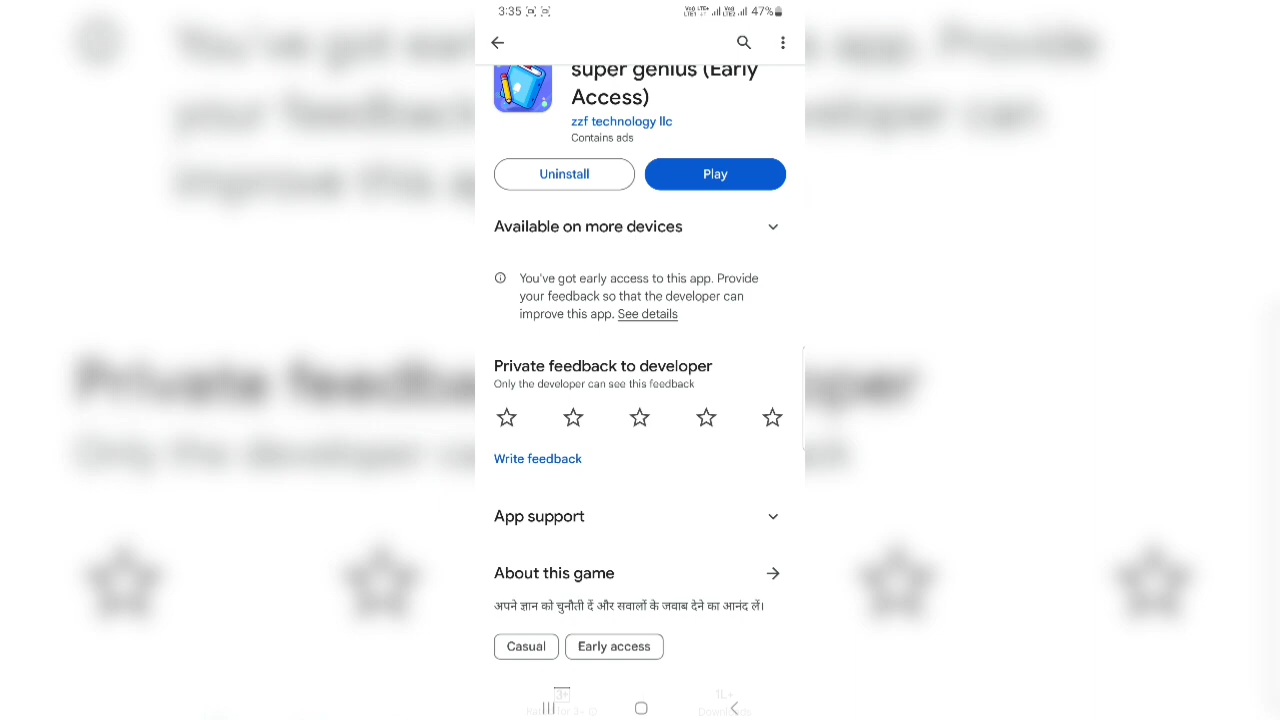 3:35
47%
super genius (Early
Access)
zzf technology llc
Contains ads
Uninstall
Play
Available on more devices
You've got early access to this app. Provide
your feedback so that the developer can
improve this app. See details
Private feedback to developer
Only the developer can see this feedback
Write feedback
App support
About this game
अपने ज्ञान को चुनौती दें और सवालों के जवाब देने का आनंद लें।
Casual
Early access
3+
1L+